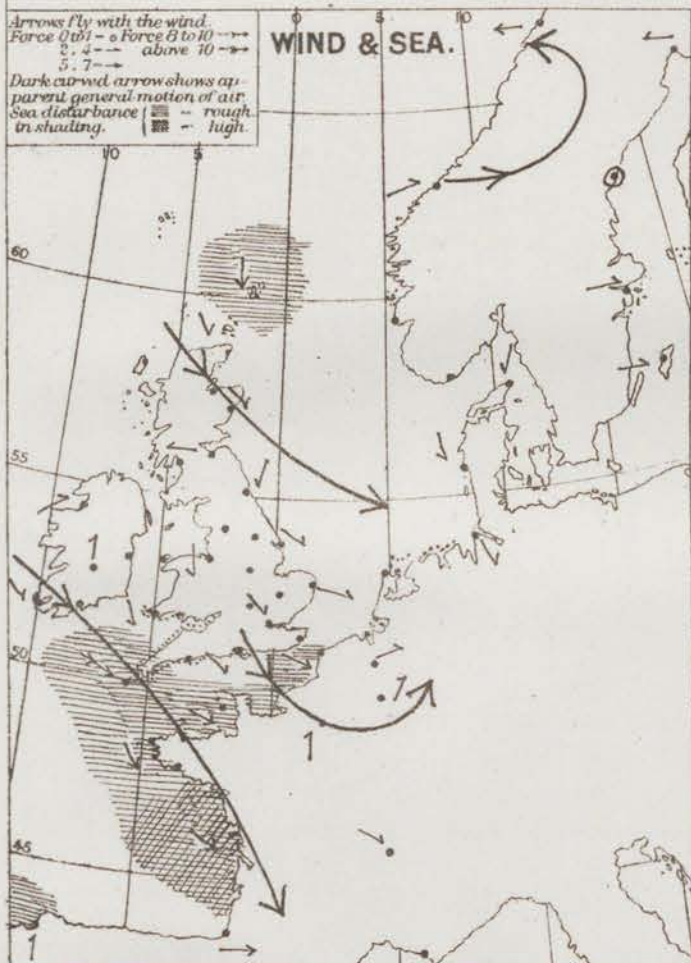 Arrows fly with the wind.
Force 0 to 1 - o Force 8 to 10
2, 4 - above 10 -
5, 7 -
Dark curved arrow shows ap-
parent general motion of air.
Sea disturbance - rough.
in shading. - high.
WIND & SEA.
0 5 10
10 5
60
55
50
45
1
1
1
1